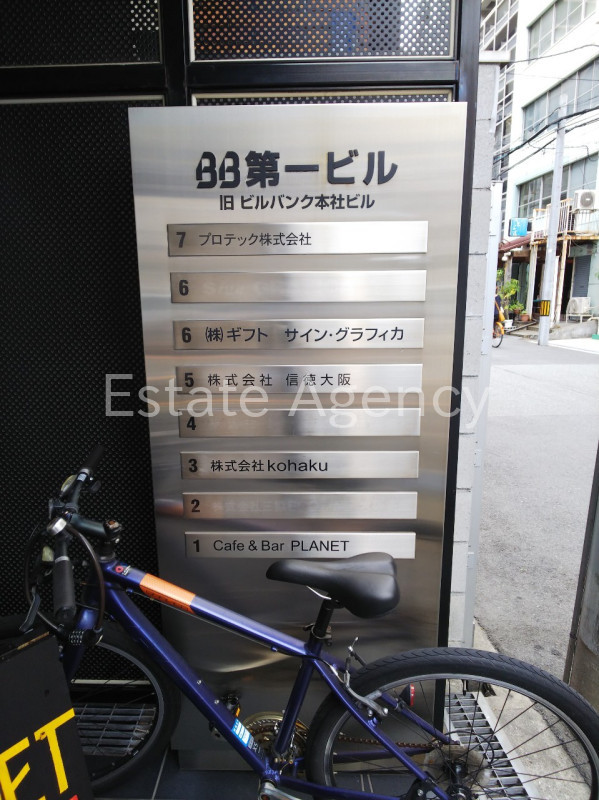 BB第一ビル
旧 ビルバンク本社ビル
7 プロテック株式会社
6
6 (株)ギフト サイン・グラフィカ
5 株式会社 信徳大阪
Estate Agency
4
3 株式会社kohaku
2
1 Cafe & Bar PLANET
ET